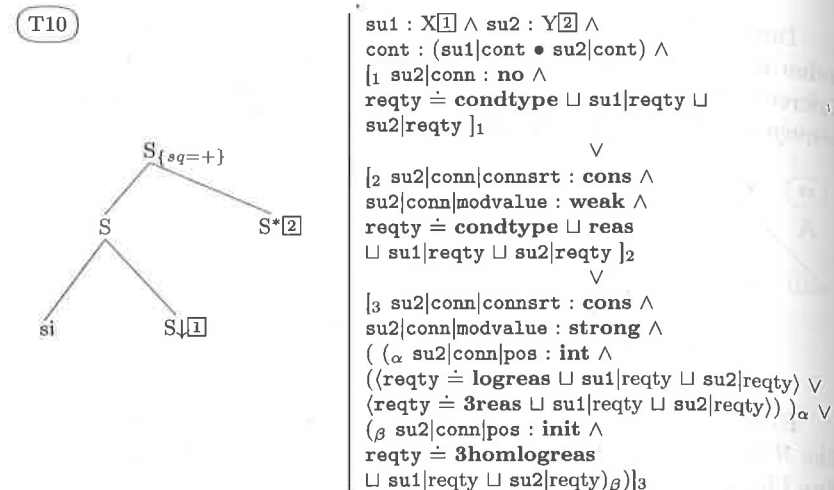 T10
S{sq=+}
S
S*[2]
si
S↓[1]
su1 : X[1] ∧ su2 : Y[2] ∧
cont : (su1|cont • su2|cont) ∧
[₁ su2|conn : no ∧
reqty ≐ condtype ⊔ su1|reqty ⊔
su2|reqty ]₁
∨
[₂ su2|conn|connsrt : cons ∧
su2|conn|modvalue : weak ∧
reqty ≐ condtype ⊔ reas
⊔ su1|reqty ⊔ su2|reqty ]₂
∨
[₃ su2|conn|connsrt : cons ∧
su2|conn|modvalue : strong ∧
( (α su2|conn|pos : int ∧
(⟨reqty ≐ logreas ⊔ su1|reqty ⊔ su2|reqty⟩ ∨
⟨reqty ≐ 3reas ⊔ su1|reqty ⊔ su2|reqty⟩) )α ∨
(β su2|conn|pos : init ∧
reqty ≐ 3homlogreas
⊔ su1|reqty ⊔ su2|reqty)β)]₃